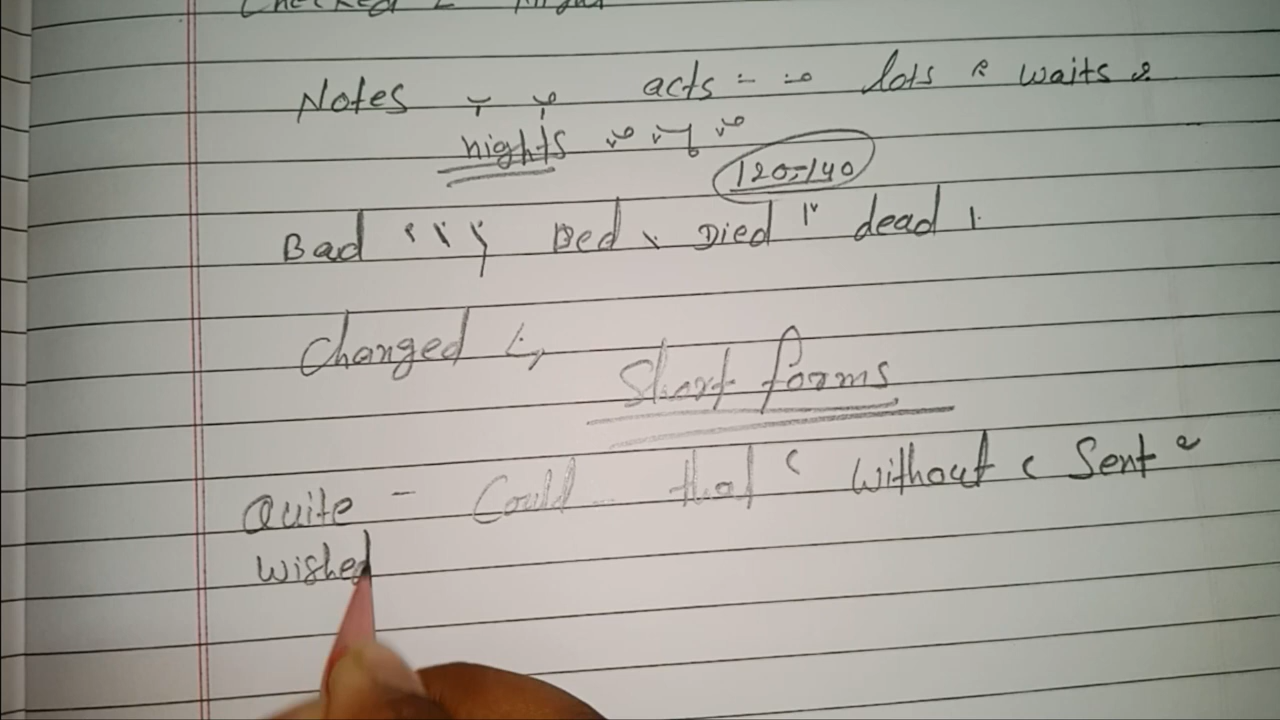 Checked
Notes acts = lots waits
nights
120-140
Bad Bed Died dead
Changed
Short forms
Quite - Could - that without Sent
Wished